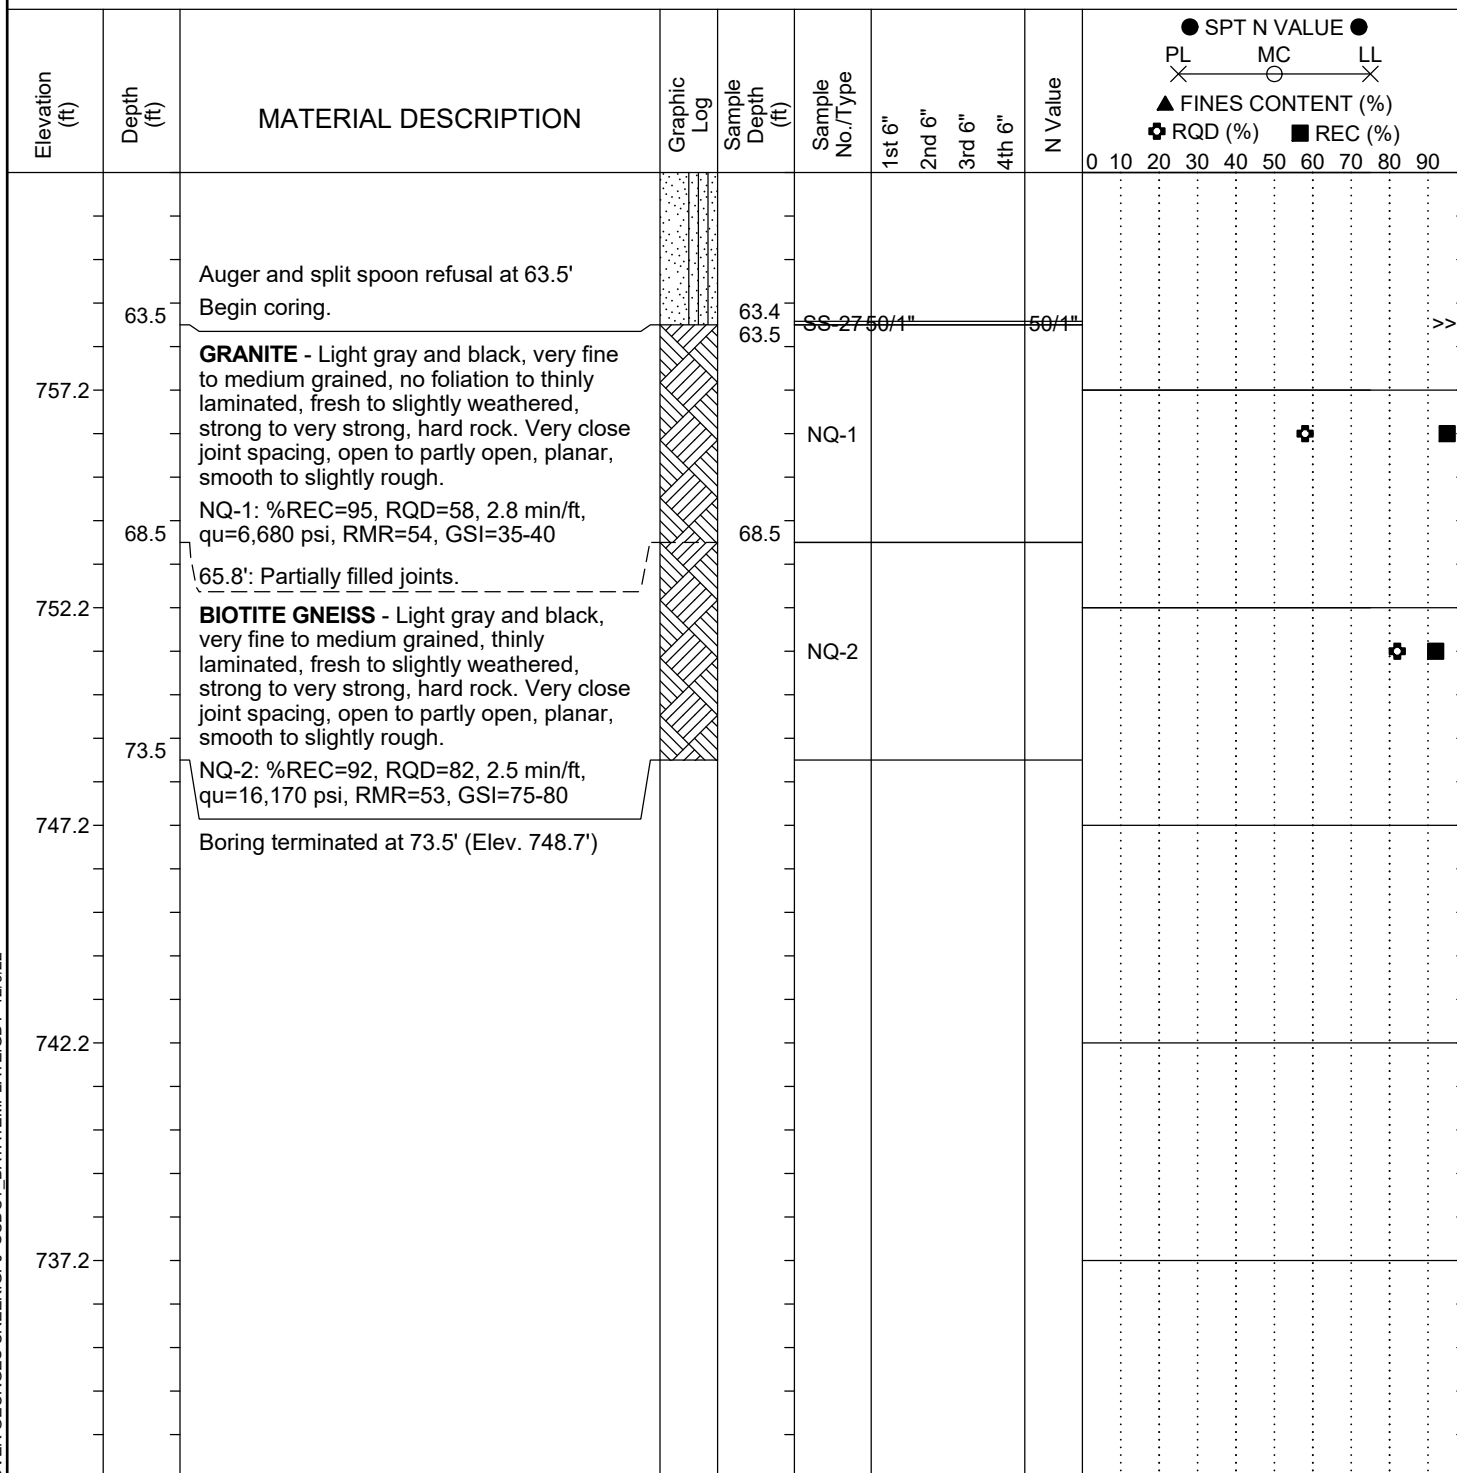 ● SPT N VALUE ●
PL MC LL
▲ FINES CONTENT (%)
RQD (%) ■ REC (%)
0 10 20 30 40 50 60 70 80 90
Elevation (ft)
Depth (ft)
MATERIAL DESCRIPTION
Graphic Log
Sample Depth (ft)
Sample No./Type
1st 6"
2nd 6"
3rd 6"
4th 6"
N Value
Auger and split spoon refusal at 63.5'
Begin coring.
63.5
63.4
63.5
SS-27 50/1" 50/1" >>
GRANITE - Light gray and black, very fine
to medium grained, no foliation to thinly
laminated, fresh to slightly weathered,
strong to very strong, hard rock. Very close
joint spacing, open to partly open, planar,
smooth to slightly rough.
757.2
NQ-1
NQ-1: %REC=95, RQD=58, 2.8 min/ft,
qu=6,680 psi, RMR=54, GSI=35-40
68.5
68.5
65.8': Partially filled joints.
752.2
BIOTITE GNEISS - Light gray and black,
very fine to medium grained, thinly
laminated, fresh to slightly weathered,
strong to very strong, hard rock. Very close
joint spacing, open to partly open, planar,
smooth to slightly rough.
NQ-2
73.5
NQ-2: %REC=92, RQD=82, 2.5 min/ft,
qu=16,170 psi, RMR=53, GSI=75-80
747.2
Boring terminated at 73.5' (Elev. 748.7')
742.2
737.2